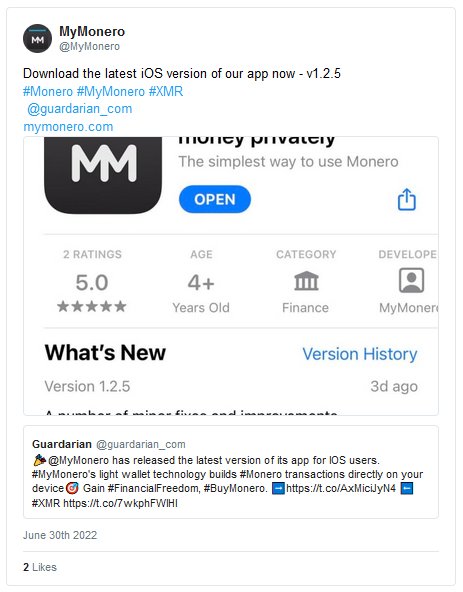 MyMonero
@MyMonero
Download the latest iOS version of our app now - v1.2.5
#Monero #MyMonero #XMR
@guardarian_com
mymonero.com
money privately
The simplest way to use Monero
OPEN
2 RATINGS AGE CATEGORY DEVELOPE
5.0 4+
Years Old Finance MyMonero
What's New Version History
Version 1.2.5 3d ago
A number of minor fixes and improvements
Guardarian @guardarian_com
@MyMonero has released the latest version of its app for IOS users.
#MyMonero's light wallet technology builds #Monero transactions directly on your
device Gain #FinancialFreedom, #BuyMonero. https://t.co/AxMiciJyN4
#XMR https://t.co/7wkphFWIHI
June 30th 2022
2 Likes